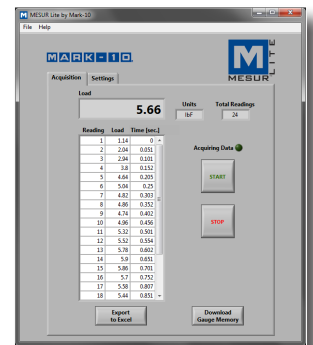 MESUR Lite by Mark-10
File Help
MARK-10
M
LITE
MESUR
Acquisition Settings
Load
5.66
Units
lbF
Total Readings
24
Reading Load Time [sec.]
1 1.14 0
2 2.04 0.051
3 2.94 0.101
4 3.8 0.152
5 4.64 0.205
6 5.04 0.25
7 4.82 0.303
8 4.86 0.352
9 4.74 0.402
10 4.96 0.456
11 5.32 0.501
12 5.52 0.554
13 5.78 0.602
14 5.9 0.651
15 5.86 0.701
16 5.7 0.752
17 5.58 0.807
18 5.44 0.851
Acquiring Data
START
STOP
Export
to Excel
Download
Gauge Memory